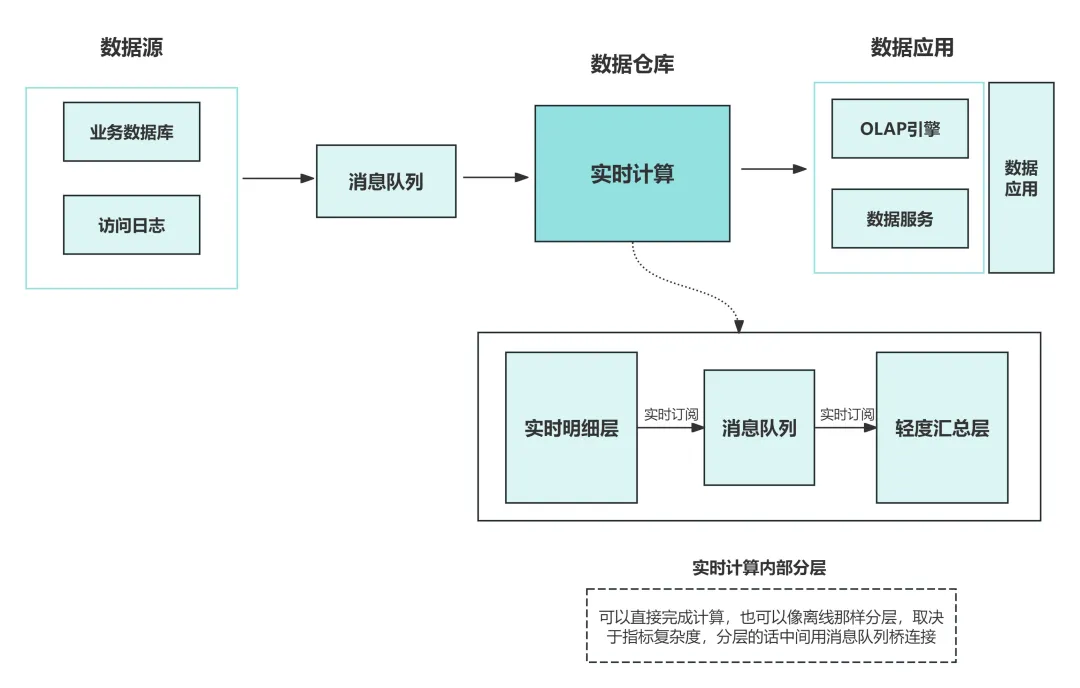 数据源
数据仓库
数据应用
业务数据库
访问日志
消息队列
实时计算
OLAP引擎
数据服务
数据
应用
实时明细层
实时订阅
消息队列
实时订阅
轻度汇总层
实时计算内部分层
可以直接完成计算，也可以像离线那样分层，取决
于指标复杂度，分层的话中间用消息队列桥连接